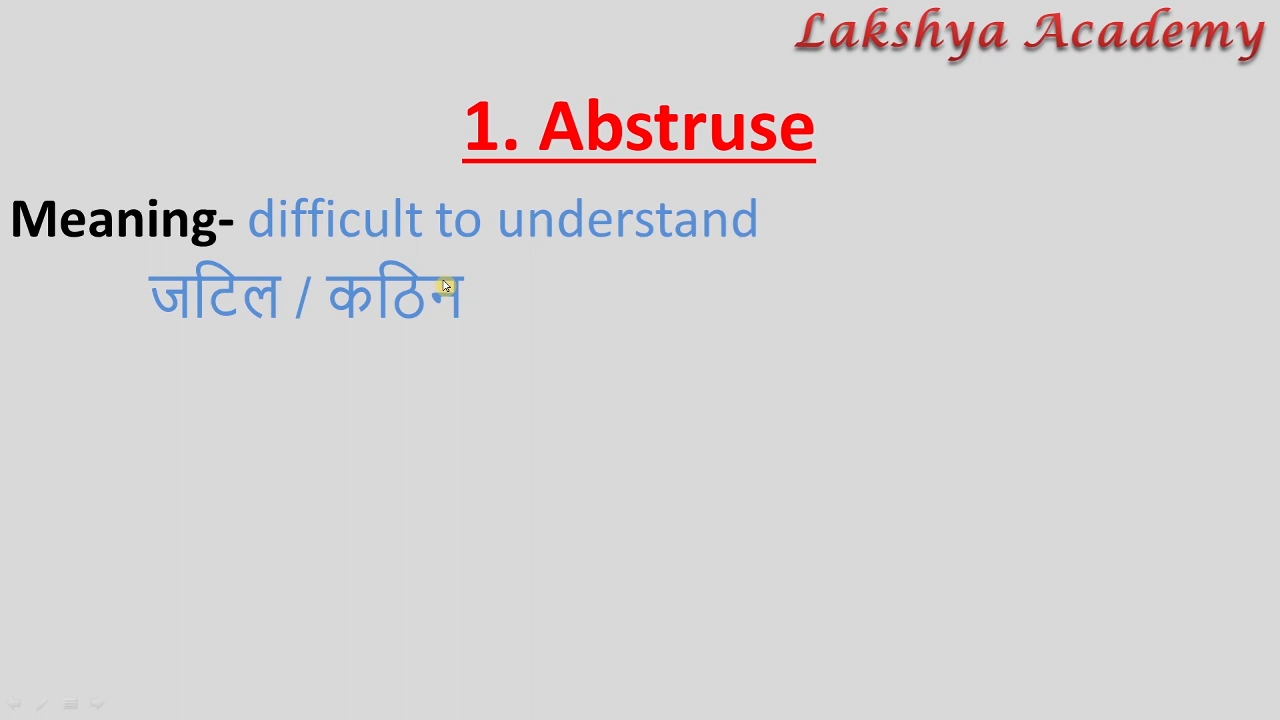 Lakshya Academy
1. Abstruse
Meaning- difficult to understand
जटिल / कठिन